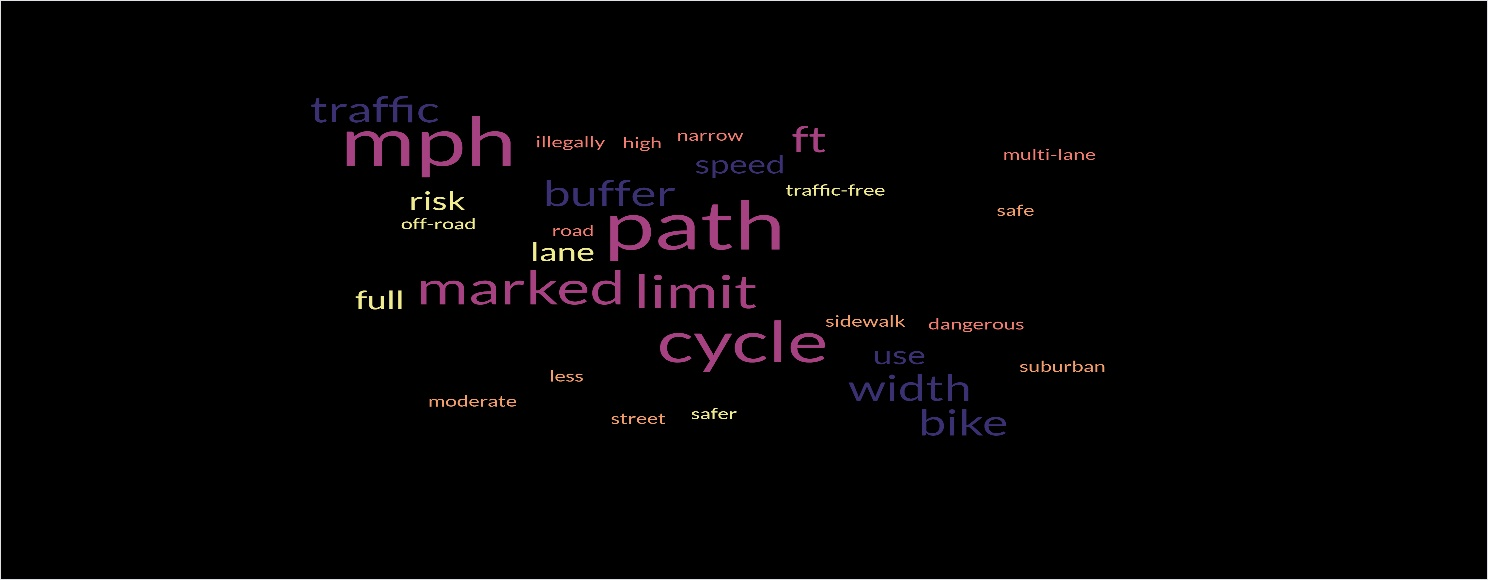 traffic
mph
illegally
high
narrow
ft
multi-lane
speed
risk
buffer
traffic-free
safe
off-road
road
path
lane
full
marked
limit
cycle
sidewalk
dangerous
use
suburban
less
width
moderate
street
safer
bike